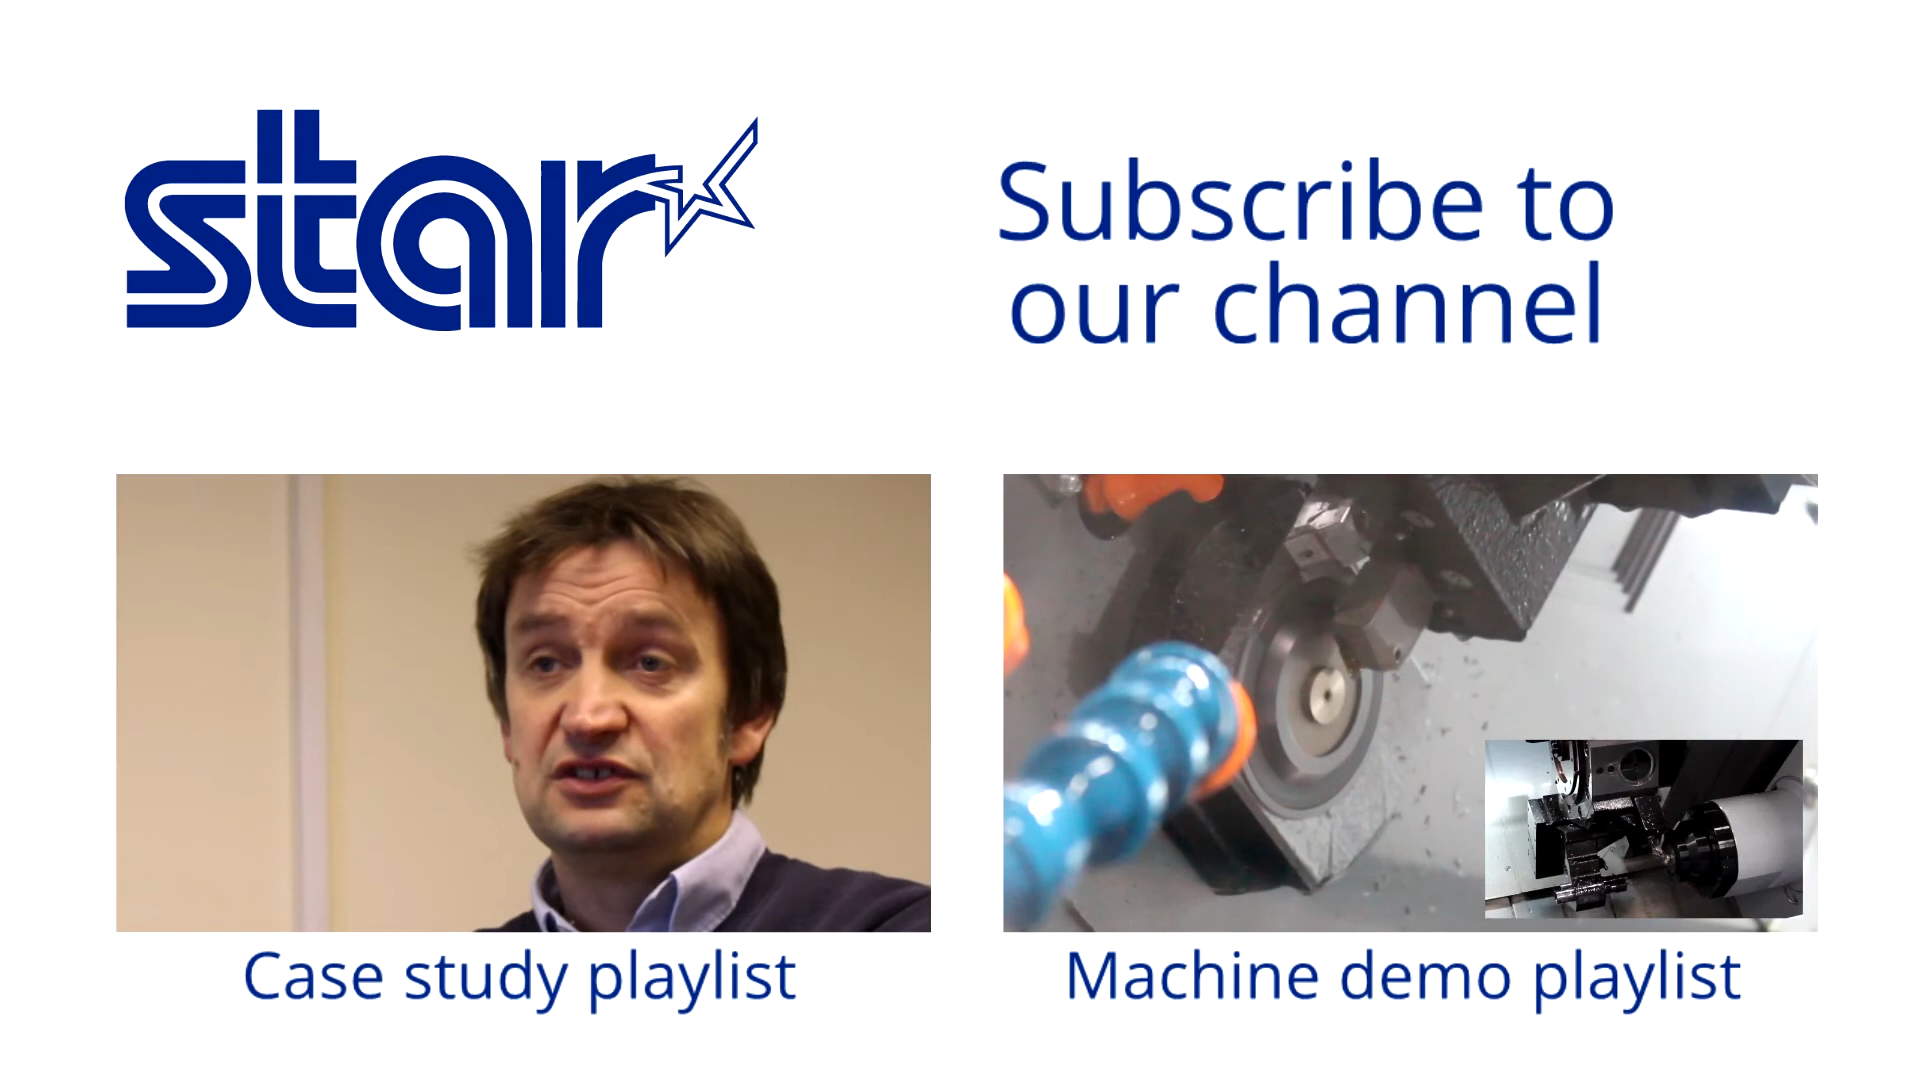 star
Subscribe to
our channel
Case study playlist
Machine demo playlist